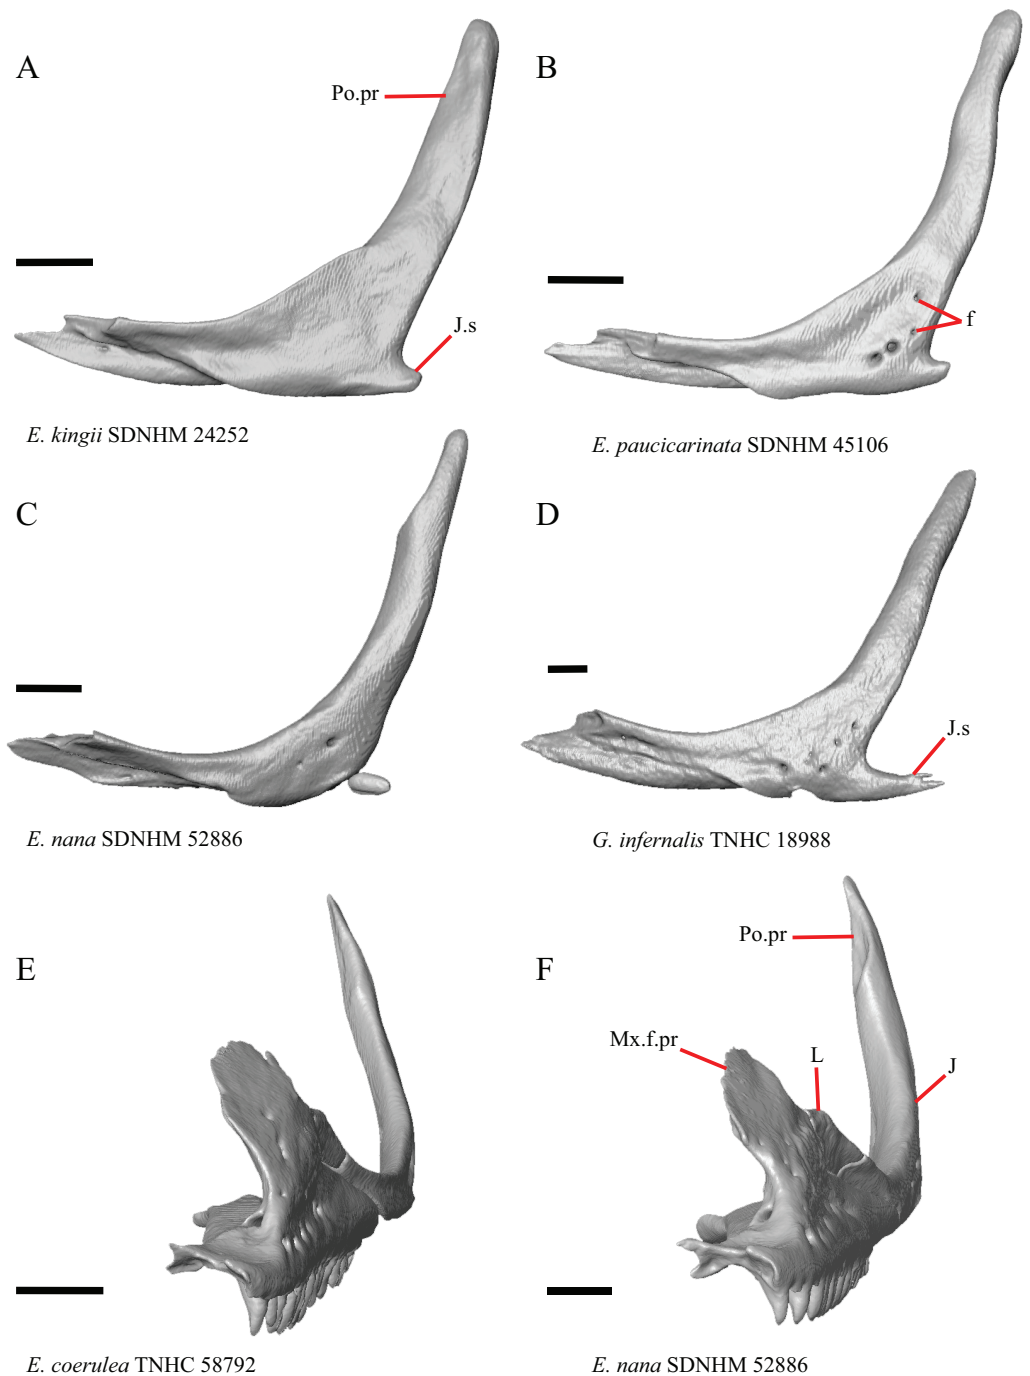 A
Po.pr
J.s
E. kingii SDNHM 24252
B
f
E. paucicarinata SDNHM 45106
C
E. nana SDNHM 52886
D
J.s
G. infernalis TNHC 18988
E
E. coerulea TNHC 58792
F
Po.pr
Mx.f.pr
L
J
E. nana SDNHM 52886